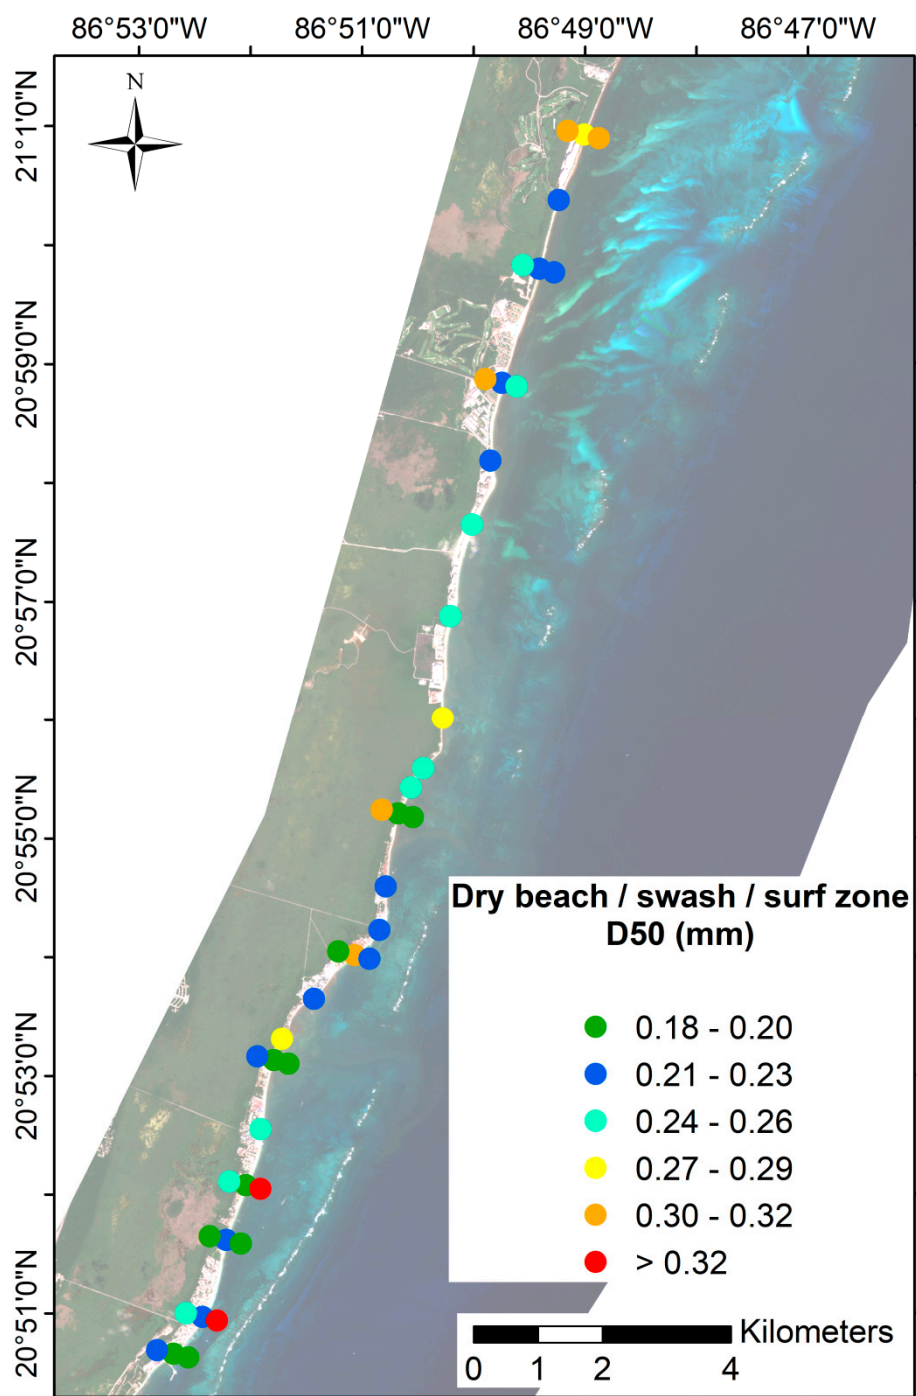 86°53'0"W 86°51'0"W 86°49'0"W 86°47'0"W
N
21°1'0"N
20°59'0"N
20°57'0"N
20°55'0"N
20°53'0"N
20°51'0"N
Dry beach / swash / surf zone
D50 (mm)
0.18 - 0.20
0.21 - 0.23
0.24 - 0.26
0.27 - 0.29
0.30 - 0.32
> 0.32
Kilometers
0 1 2 4